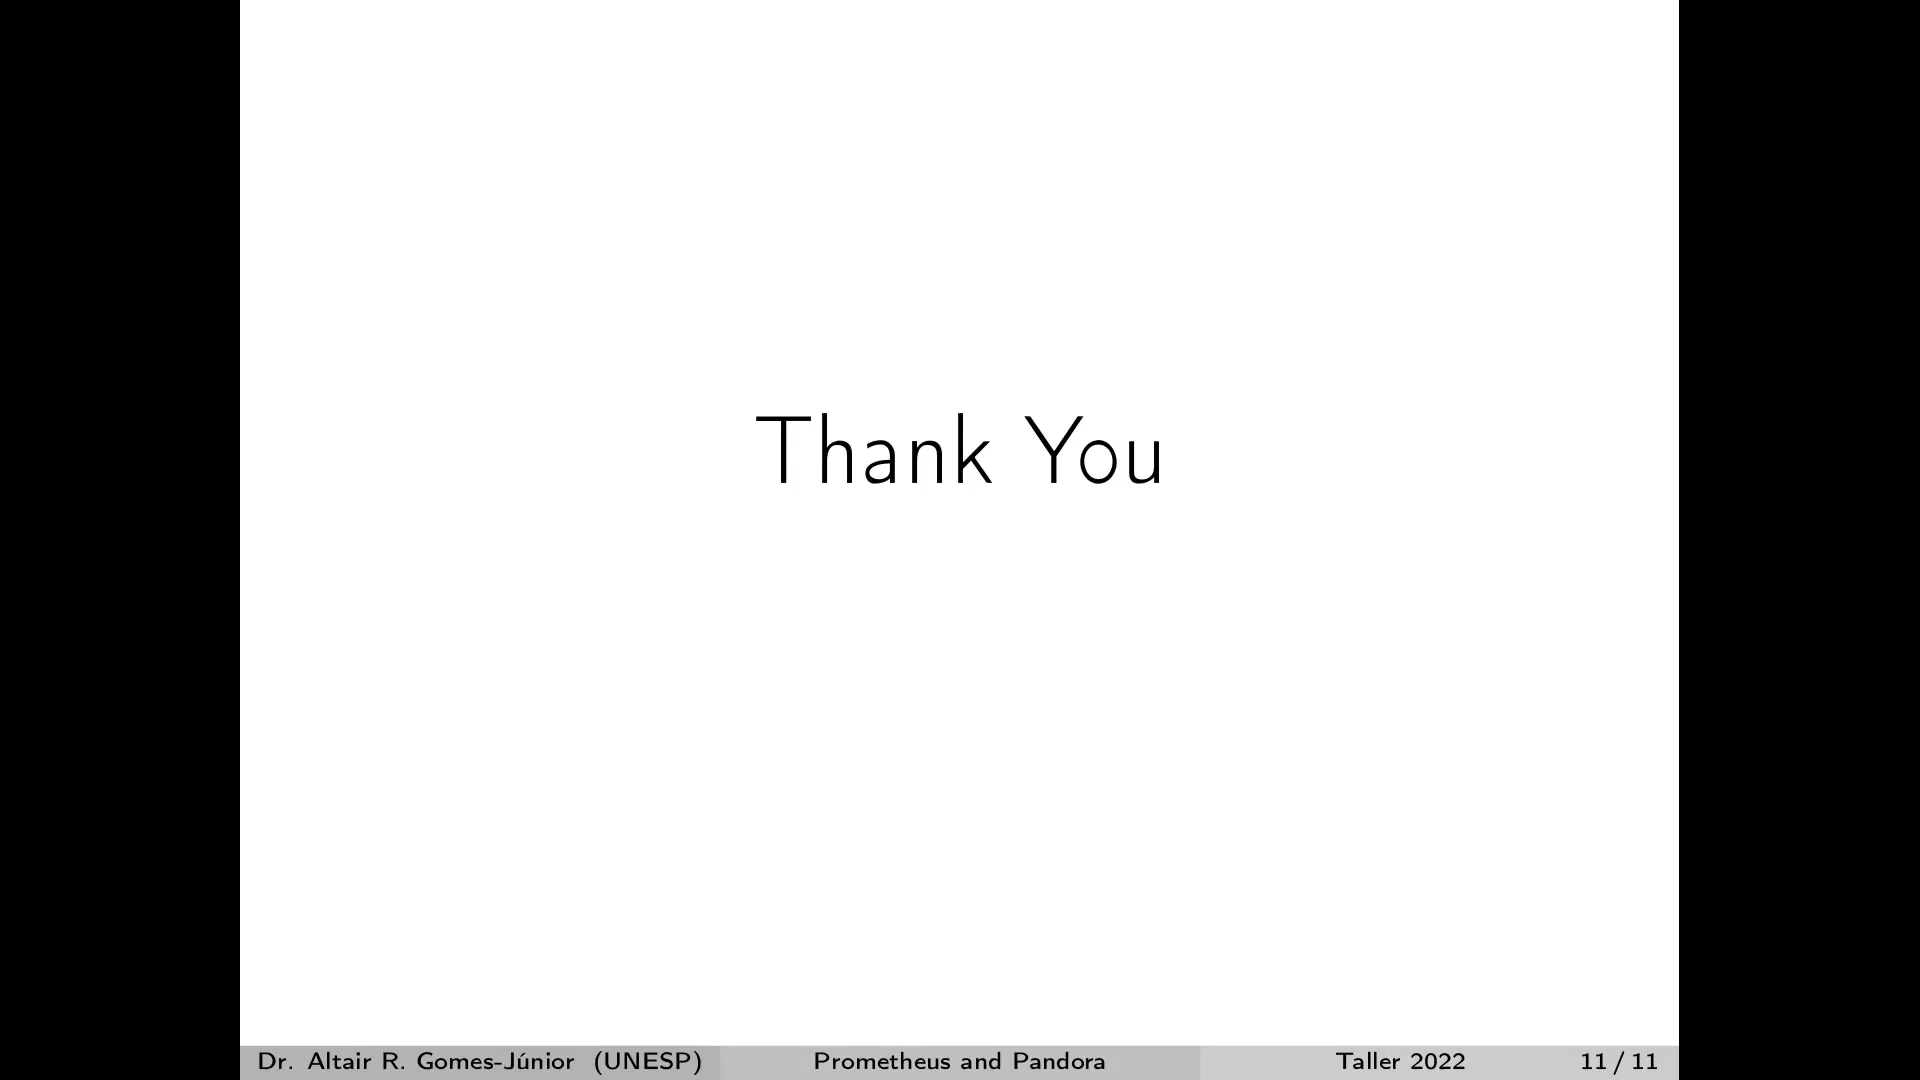 Thank You
Dr. Altair R. Gomes-Júnior (UNESP) Prometheus and Pandora Taller 2022 11 / 11